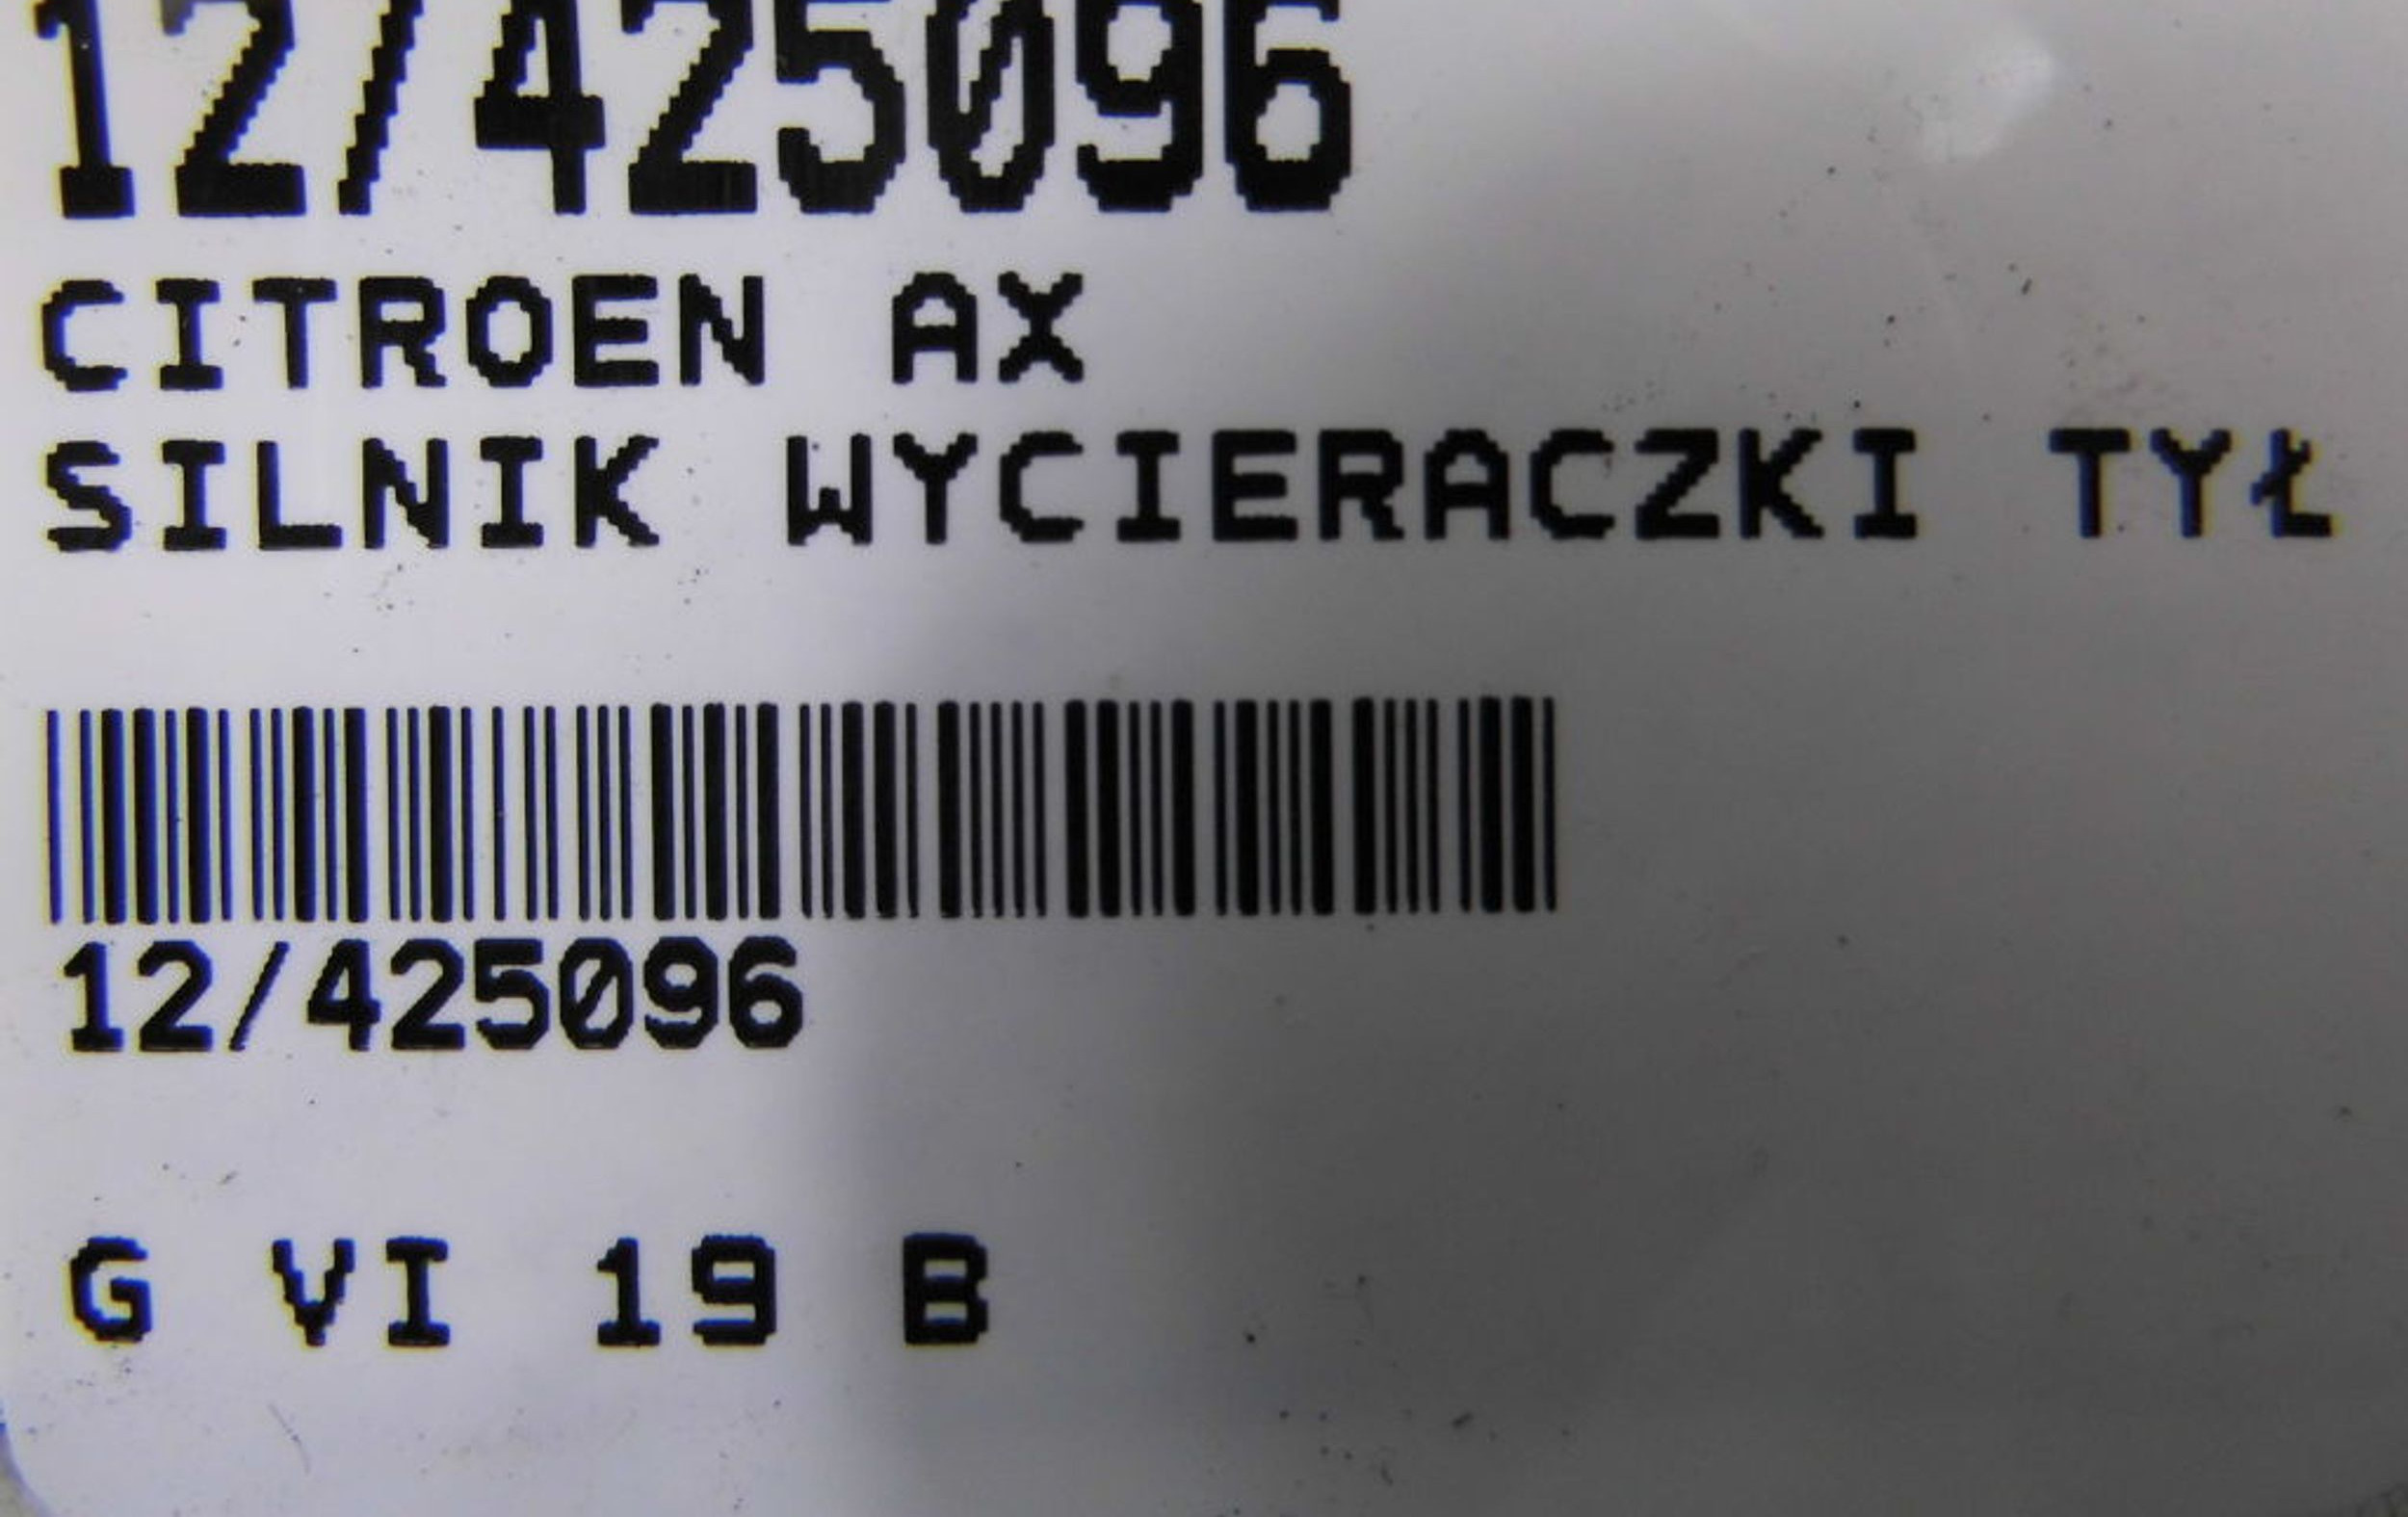 12/425096
CITROEN AX
SILNIK WYCIERACZKI TYŁ
12/425096
G VI 19 B